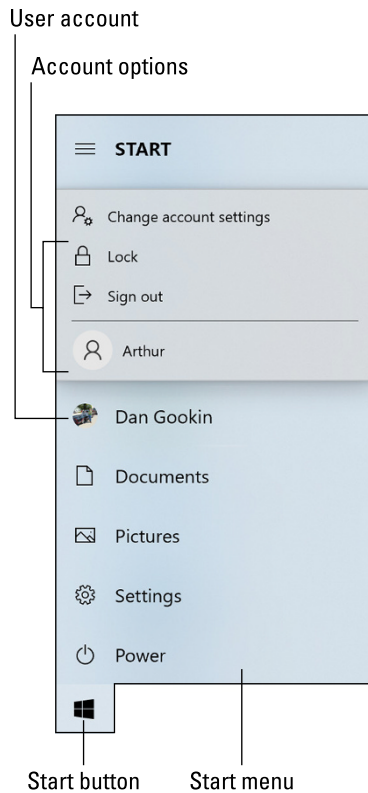 User account
Account options
START
Change account settings
Lock
Sign out
Arthur
Dan Gookin
Documents
Pictures
Settings
Power
Start button
Start menu